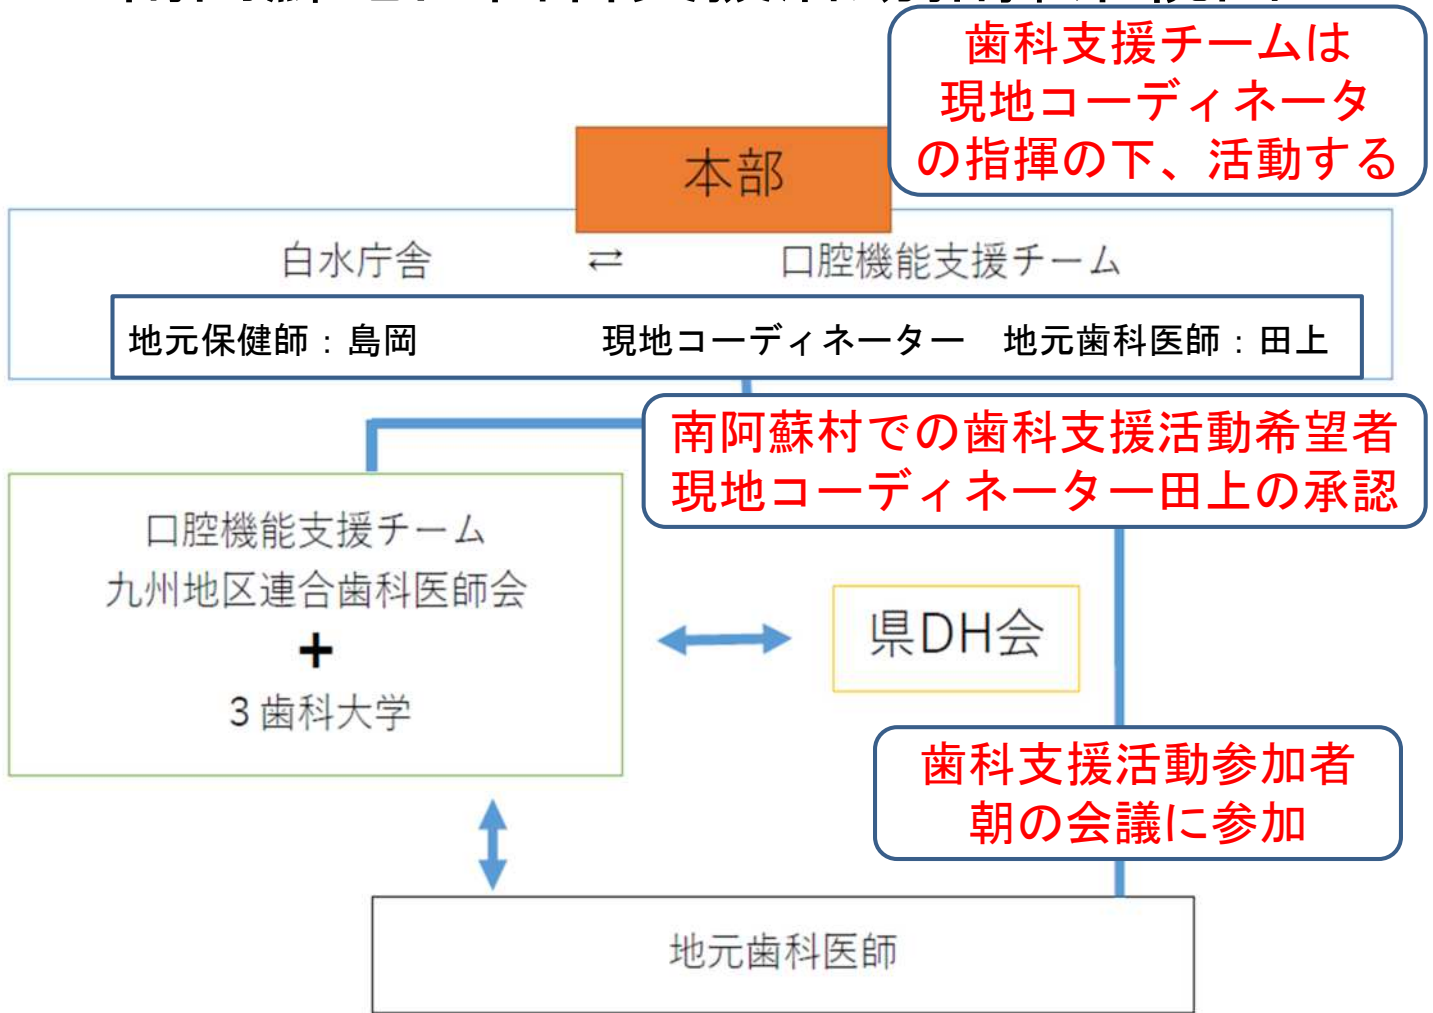 歯科支援チームは
現地コーディネータ
の指揮の下、活動する
本部
白水庁舎 ⇄ 口腔機能支援チーム
地元保健師：島岡 現地コーディネーター 地元歯科医師：田上
南阿蘇村での歯科支援活動希望者
現地コーディネーター田上の承認
口腔機能支援チーム
九州地区連合歯科医師会
+
３歯科大学
県DH会
歯科支援活動参加者
朝の会議に参加
地元歯科医師